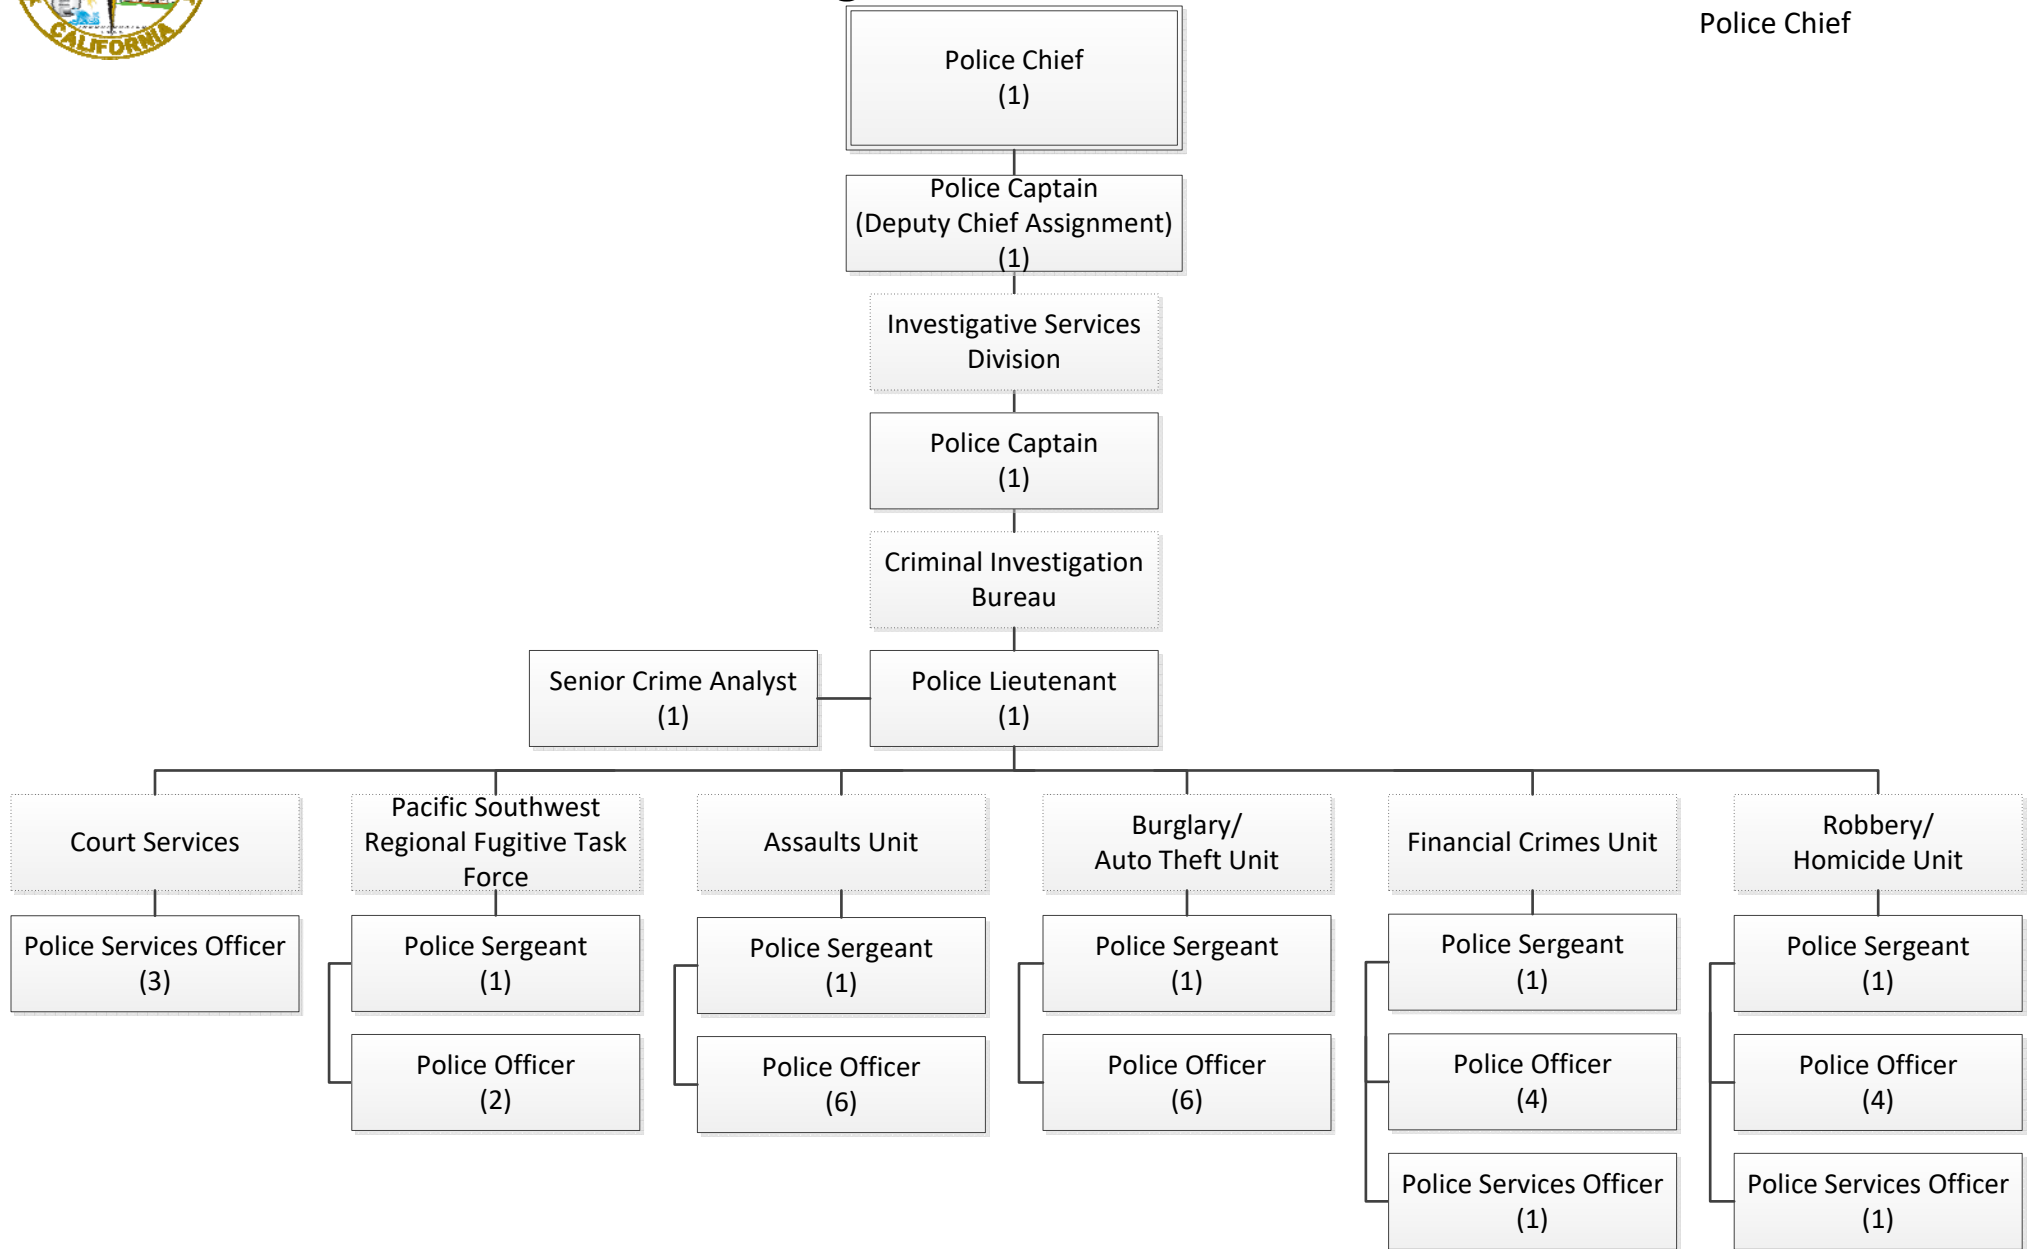 CALIFORNIA
Police Chief
Police Chief
(1)
Police Captain
(Deputy Chief Assignment)
(1)
Investigative Services
Division
Police Captain
(1)
Criminal Investigation
Bureau
Senior Crime Analyst
(1)
Police Lieutenant
(1)
Court Services
Pacific Southwest
Regional Fugitive Task
Force
Assaults Unit
Burglary/
Auto Theft Unit
Financial Crimes Unit
Robbery/
Homicide Unit
Police Services Officer
(3)
Police Sergeant
(1)
Police Officer
(2)
Police Sergeant
(1)
Police Officer
(6)
Police Sergeant
(1)
Police Officer
(6)
Police Sergeant
(1)
Police Officer
(4)
Police Services Officer
(1)
Police Sergeant
(1)
Police Officer
(4)
Police Services Officer
(1)